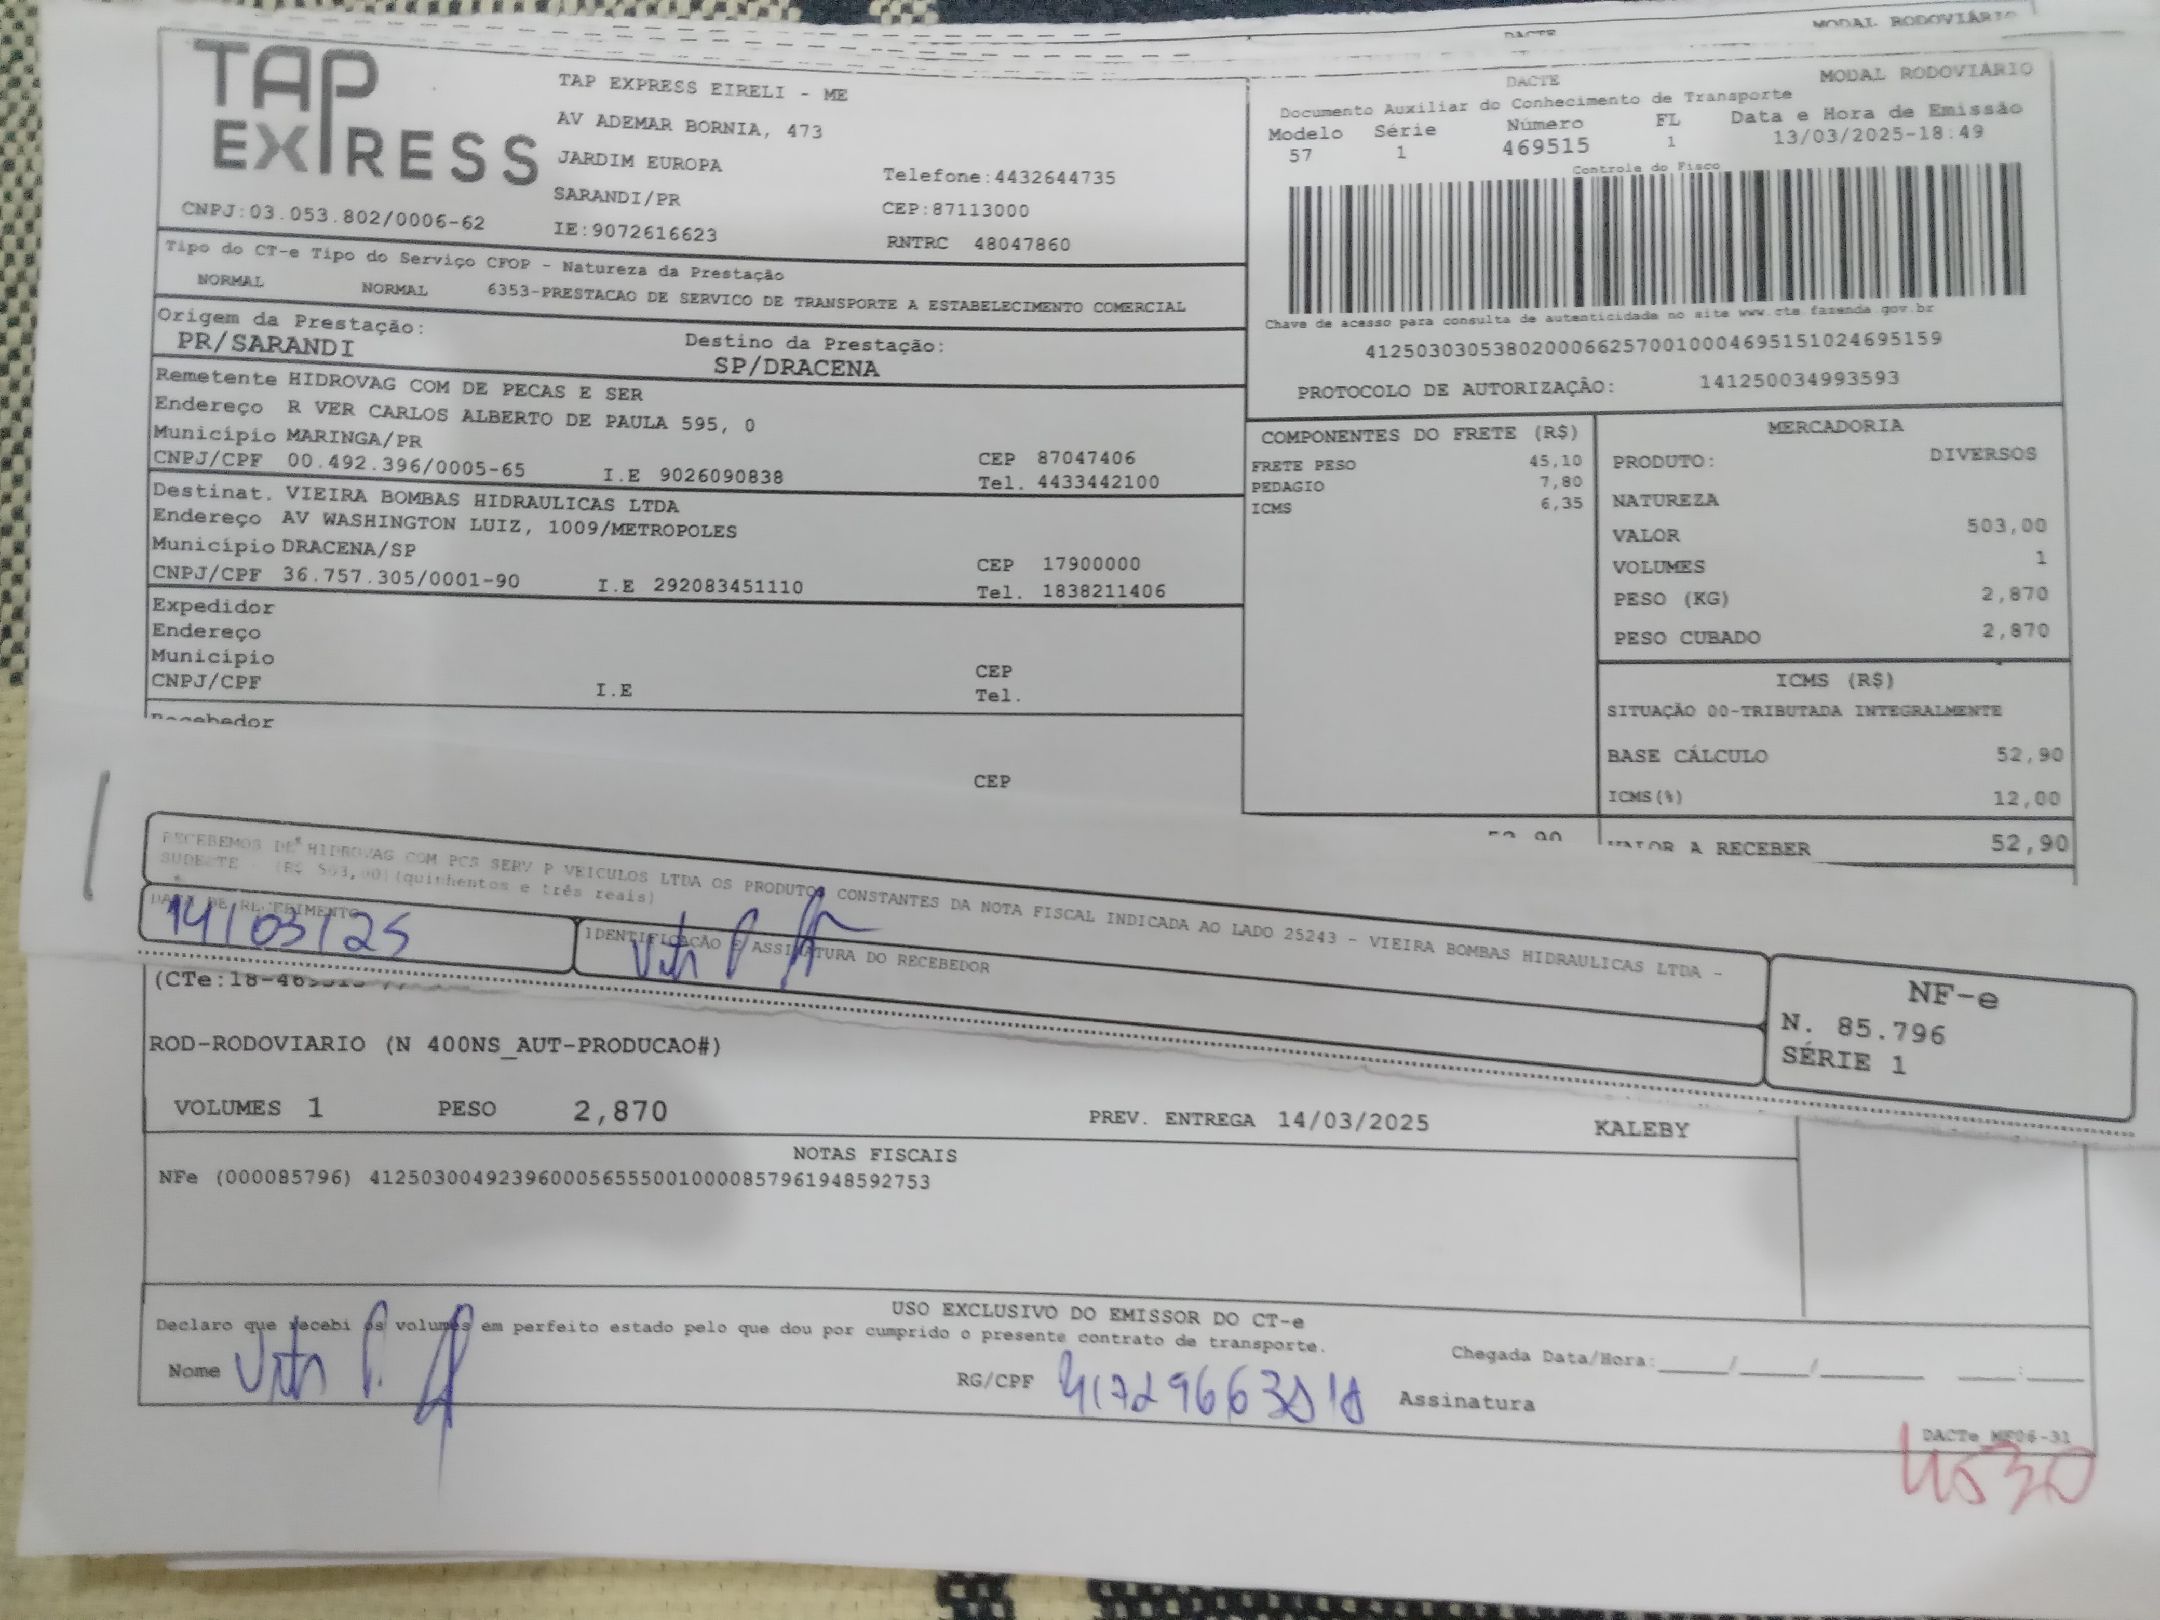 DACTE
MODAL RODOVIÁRIO
TAP
EXPRESS
CNPJ:03.053.802/0006-62
TAP EXPRESS EIRELI - ME
AV ADEMAR BORNIA, 473
JARDIM EUROPA
SARANDI/PR
IE:9072616623
Telefone:4432644735
CEP:87113000
RNTRC 48047860
DACTE
MODAL RODOVIÁRIO
Documento Auxiliar do Conhecimento de Transporte
Modelo Série Número FL Data e Hora de Emissão
57 1 469515 1 13/03/2025-18:49
Controle do Fisco
Chave de acesso para consulta de autenticidade no site www.cte.fazenda.gov.br
41250303053802000662570010004695151024695159
PROTOCOLO DE AUTORIZAÇÃO: 141250034993593
Tipo do CT-e Tipo do Serviço CFOP - Natureza da Prestação
NORMAL NORMAL 6353-PRESTACAO DE SERVICO DE TRANSPORTE A ESTABELECIMENTO COMERCIAL
Origem da Prestação: Destino da Prestação:
PR/SARANDI SP/DRACENA
Remetente HIDROVAG COM DE PECAS E SER
Endereço R VER CARLOS ALBERTO DE PAULA 595, 0
Município MARINGA/PR CEP 87047406
CNPJ/CPF 00.492.396/0005-65 I.E 9026090838 Tel. 4433442100
Destinat. VIEIRA BOMBAS HIDRAULICAS LTDA
Endereço AV WASHINGTON LUIZ, 1009/METROPOLES
Município DRACENA/SP CEP 17900000
CNPJ/CPF 36.757.305/0001-90 I.E 292083451110 Tel. 1838211406
Expedidor
Endereço
Município CEP
CNPJ/CPF I.E Tel.
Recebedor
CEP
COMPONENTES DO FRETE (R$)
FRETE PESO 45,10
PEDAGIO 7,80
ICMS 6,35
52,90
MERCADORIA
PRODUTO: DIVERSOS
NATUREZA
VALOR 503,00
VOLUMES 1
PESO (KG) 2,870
PESO CUBADO 2,870
ICMS (R$)
SITUAÇÃO 00-TRIBUTADA INTEGRALMENTE
BASE CÁLCULO 52,90
ICMS(%) 12,00
VALOR A RECEBER 52,90
RECEBEMOS DE HIDROVAG COM PCS SERV P VEICULOS LTDA OS PRODUTOS CONSTANTES DA NOTA FISCAL INDICADA AO LADO 25243 - VIEIRA BOMBAS HIDRAULICAS LTDA -
SUDESTE - (R$ 503,00)(quinhentos e três reais)
DATA DE RECEBIMENTO
14/03/25
IDENTIFICAÇÃO E ASSINATURA DO RECEBEDOR
NF-e
N. 85.796
SÉRIE 1
ROD-RODOVIARIO (N 400NS_AUT-PRODUCAO#)
VOLUMES 1 PESO 2,870 PREV. ENTREGA 14/03/2025 KALEBY
NOTAS FISCAIS
NFe (000085796) 41250300492396000565550010000857961948592753
USO EXCLUSIVO DO EMISSOR DO CT-e
Declaro que recebi os volumes em perfeito estado pelo que dou por cumprido o presente contrato de transporte.
Nome
RG/CPF
Chegada Data/Hora:
Assinatura
DACTe_MF06-31